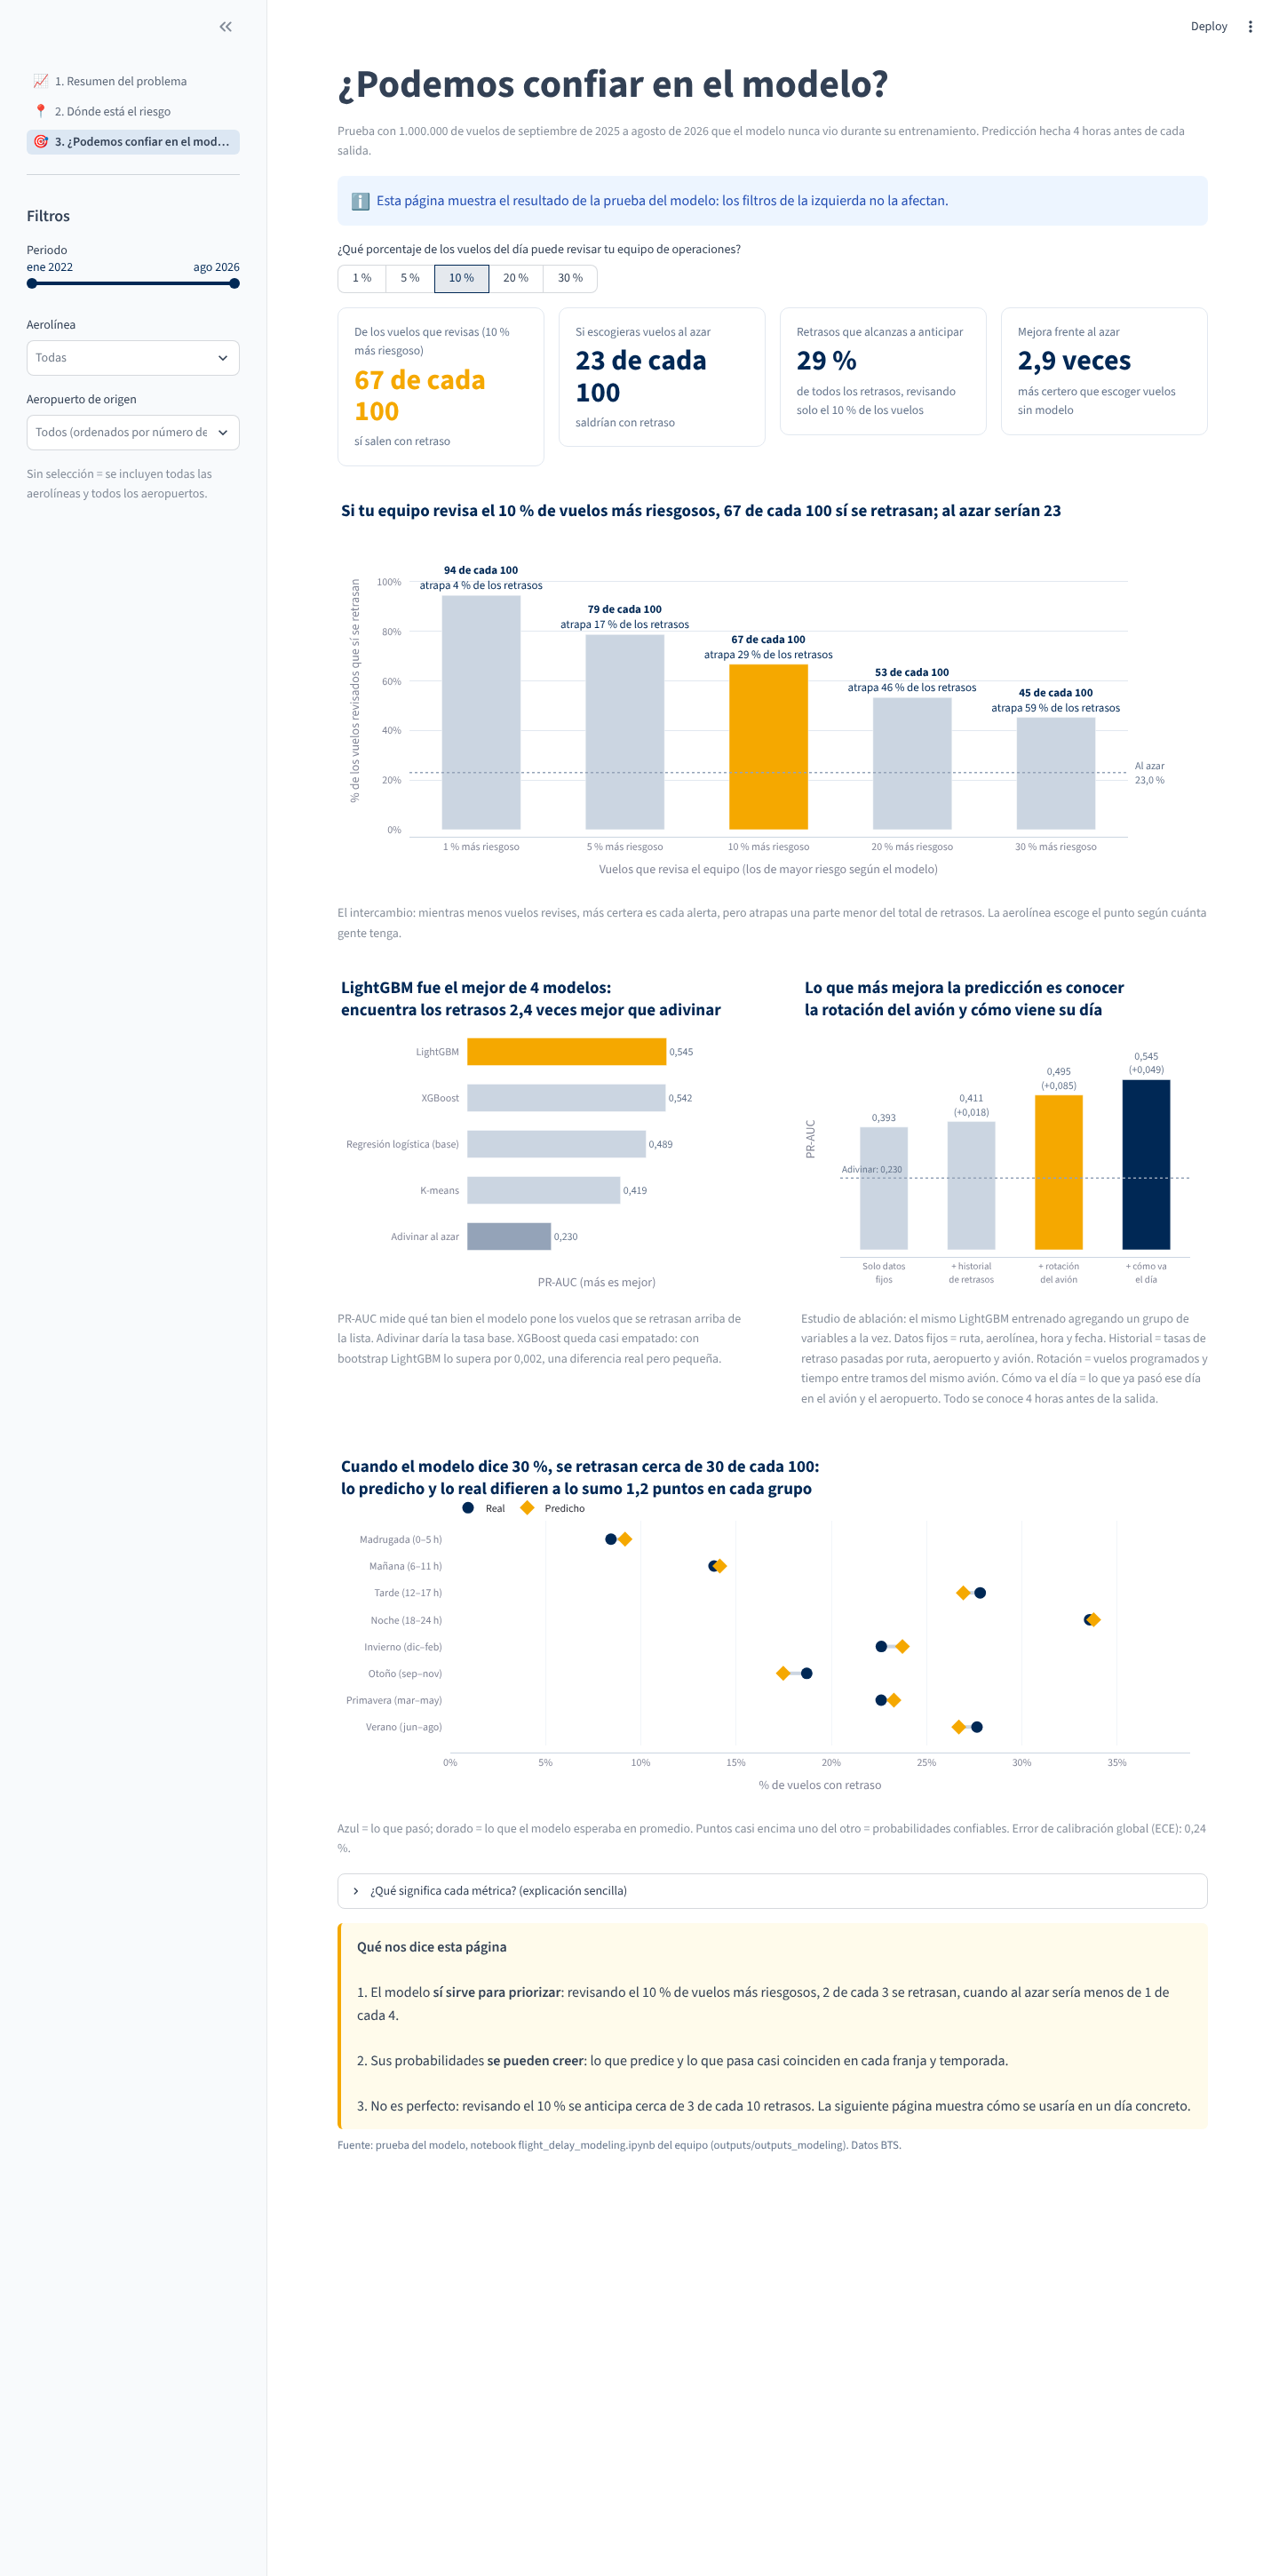 Deploy
1. Resumen del problema
2. Dónde está el riesgo
3. ¿Podemos confiar en el mod...
Filtros
Periodo
ene 2022 ago 2026
Aerolínea
Todas
Aeropuerto de origen
Todos (ordenados por número de
Sin selección = se incluyen todas las
aerolíneas y todos los aeropuertos.
¿Podemos confiar en el modelo?
Prueba con 1.000.000 de vuelos de septiembre de 2025 a agosto de 2026 que el modelo nunca vio durante su entrenamiento. Predicción hecha 4 horas antes de cada
salida.
Esta página muestra el resultado de la prueba del modelo: los filtros de la izquierda no la afectan.
¿Qué porcentaje de los vuelos del día puede revisar tu equipo de operaciones?
1 % 5 % 10 % 20 % 30 %
De los vuelos que revisas (10 %
más riesgoso)
67 de cada
100
sí salen con retraso
Si escogieras vuelos al azar
23 de cada
100
saldrían con retraso
Retrasos que alcanzas a anticipar
29 %
de todos los retrasos, revisando
solo el 10 % de los vuelos
Mejora frente al azar
2,9 veces
más certero que escoger vuelos
sin modelo
Si tu equipo revisa el 10 % de vuelos más riesgosos, 67 de cada 100 sí se retrasan; al azar serían 23
% de los vuelos revisados que sí se retrasan
100%
80%
60%
40%
20%
0%
94 de cada 100
atrapa 4 % de los retrasos
79 de cada 100
atrapa 17 % de los retrasos
67 de cada 100
atrapa 29 % de los retrasos
53 de cada 100
atrapa 46 % de los retrasos
45 de cada 100
atrapa 59 % de los retrasos
Al azar
23,0 %
1 % más riesgoso 5 % más riesgoso 10 % más riesgoso 20 % más riesgoso 30 % más riesgoso
Vuelos que revisa el equipo (los de mayor riesgo según el modelo)
El intercambio: mientras menos vuelos revises, más certera es cada alerta, pero atrapas una parte menor del total de retrasos. La aerolínea escoge el punto según cuánta
gente tenga.
LightGBM fue el mejor de 4 modelos:
encuentra los retrasos 2,4 veces mejor que adivinar
LightGBM 0,545
XGBoost 0,542
Regresión logística (base) 0,489
K-means 0,419
Adivinar al azar 0,230
PR-AUC (más es mejor)
PR-AUC mide qué tan bien el modelo pone los vuelos que se retrasan arriba de
la lista. Adivinar daría la tasa base. XGBoost queda casi empatado: con
bootstrap LightGBM lo supera por 0,002, una diferencia real pero pequeña.
Lo que más mejora la predicción es conocer
la rotación del avión y cómo viene su día
PR-AUC
0,393
0,411
(+0,018)
0,495
(+0,085)
0,545
(+0,049)
Adivinar: 0,230
Solo datos
fijos
+ historial
de retrasos
+ rotación
del avión
+ cómo va
el día
Estudio de ablación: el mismo LightGBM entrenado agregando un grupo de
variables a la vez. Datos fijos = ruta, aerolínea, hora y fecha. Historial = tasas de
retraso pasadas por ruta, aeropuerto y avión. Rotación = vuelos programados y
tiempo entre tramos del mismo avión. Cómo va el día = lo que ya pasó ese día
en el avión y el aeropuerto. Todo se conoce 4 horas antes de la salida.
Cuando el modelo dice 30 %, se retrasan cerca de 30 de cada 100:
lo predicho y lo real difieren a lo sumo 1,2 puntos en cada grupo
Real Predicho
Madrugada (0–5 h)
Mañana (6–11 h)
Tarde (12–17 h)
Noche (18–24 h)
Invierno (dic–feb)
Otoño (sep–nov)
Primavera (mar–may)
Verano (jun–ago)
0% 5% 10% 15% 20% 25% 30% 35%
% de vuelos con retraso
Azul = lo que pasó; dorado = lo que el modelo esperaba en promedio. Puntos casi encima uno del otro = probabilidades confiables. Error de calibración global (ECE): 0,24
%.
¿Qué significa cada métrica? (explicación sencilla)
Qué nos dice esta página
1. El modelo sí sirve para priorizar: revisando el 10 % de vuelos más riesgosos, 2 de cada 3 se retrasan, cuando al azar sería menos de 1 de
cada 4.
2. Sus probabilidades se pueden creer: lo que predice y lo que pasa casi coinciden en cada franja y temporada.
3. No es perfecto: revisando el 10 % se anticipa cerca de 3 de cada 10 retrasos. La siguiente página muestra cómo se usaría en un día concreto.
Fuente: prueba del modelo, notebook flight_delay_modeling.ipynb del equipo (outputs/outputs_modeling). Datos BTS.